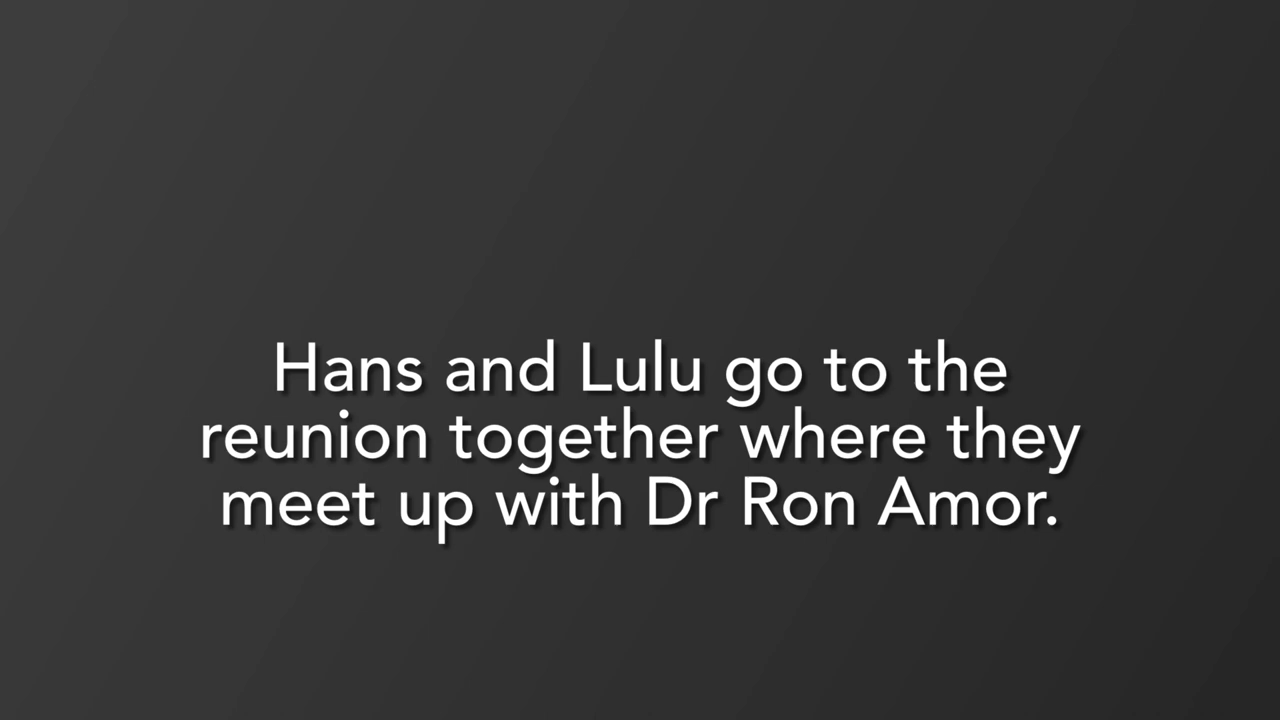 Hans and Lulu go to the
reunion together where they
meet up with Dr Ron Amor.